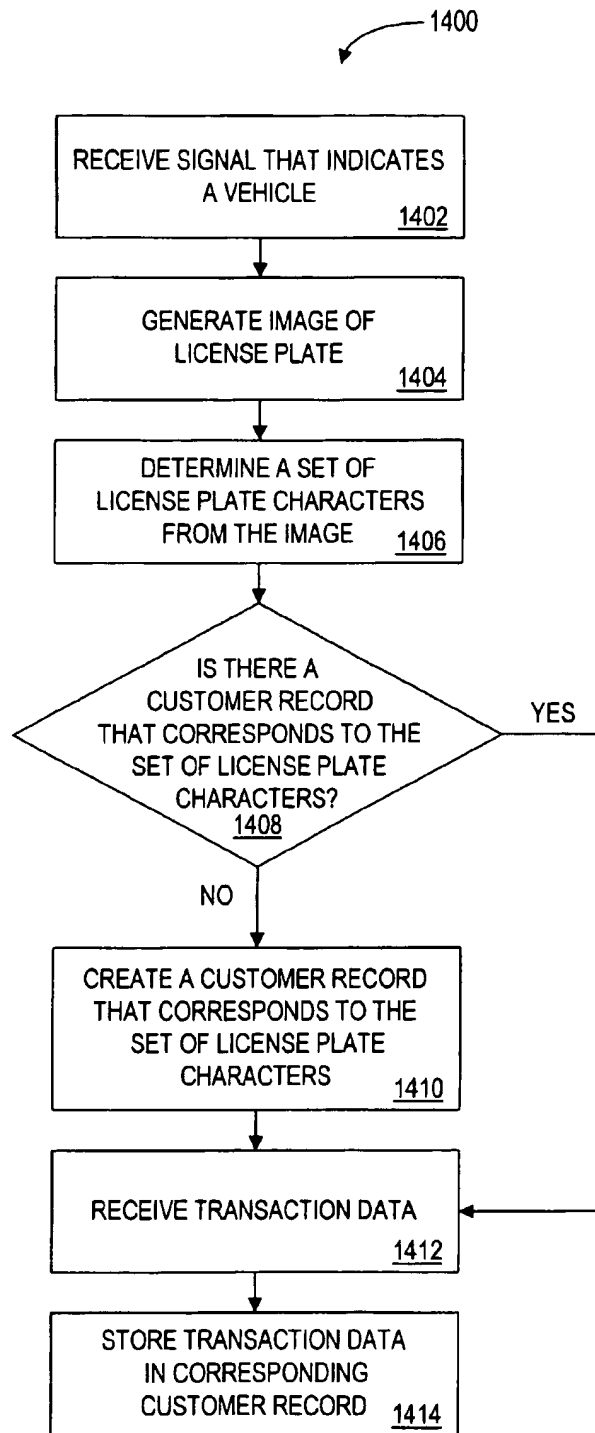 1400
RECEIVE SIGNAL THAT INDICATES
A VEHICLE
1402
GENERATE IMAGE OF
LICENSE PLATE
1404
DETERMINE A SET OF
LICENSE PLATE CHARACTERS
FROM THE IMAGE
1406
IS THERE A
CUSTOMER RECORD
THAT CORRESPONDS TO THE
SET OF LICENSE PLATE
CHARACTERS?
1408
YES
NO
CREATE A CUSTOMER RECORD
THAT CORRESPONDS TO THE
SET OF LICENSE PLATE
CHARACTERS
1410
RECEIVE TRANSACTION DATA
1412
STORE TRANSACTION DATA
IN CORRESPONDING
CUSTOMER RECORD
1414